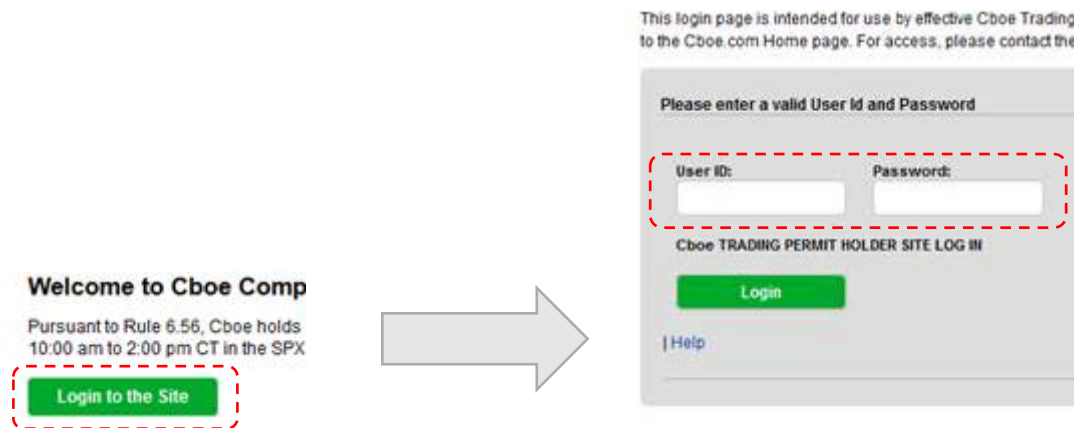 Welcome to Cboe Comp
Pursuant to Rule 6.56, Cboe holds
10:00 am to 2:00 pm CT in the SPX
Login to the Site
This login page is intended for use by effective Cboe Trading
to the Cboe.com Home page. For access, please contact the
Please enter a valid User Id and Password
User ID: Password:
Cboe TRADING PERMIT HOLDER SITE LOG IN
Login
| Help